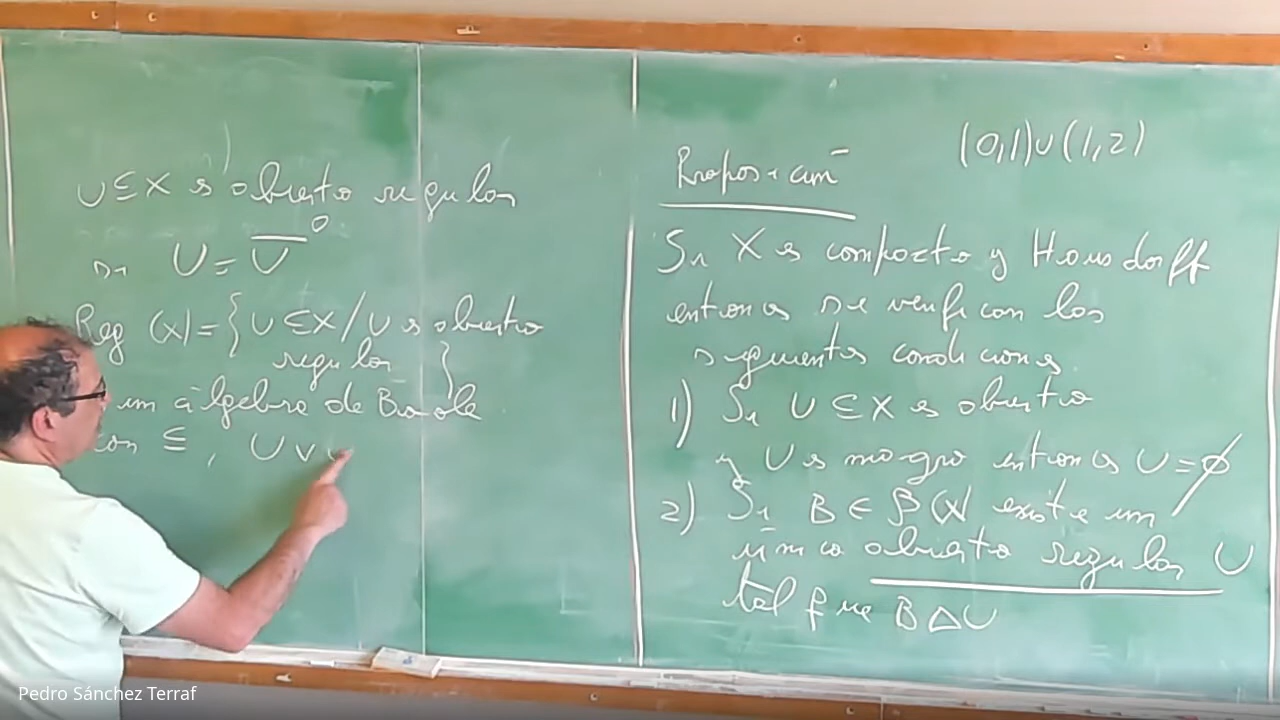 U⊆X es abierto regular
si U = U̅°
Reg (X)={U⊆X/U es abierto
regular}
un álgebra de Boole
con ⊆, U∨
(0,1)∪(1,2)
Proposición
Si X es compacto y Hausdorff
entonces se verifican las
siguientes condiciones
1) Si U⊆X es abierto
y U es magro entonces U=∅
2) Si B∈β(X) existe un
único abierto regular U
tal que B△U
Pedro Sánchez Terraf